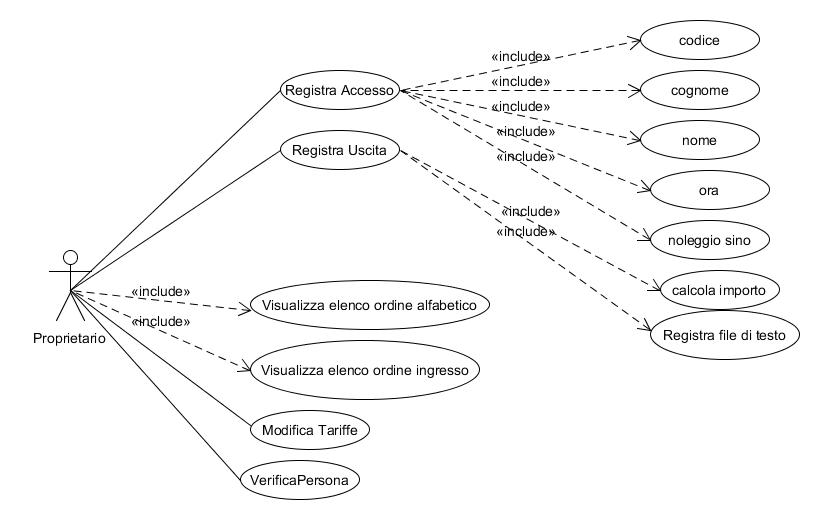 «include»
codice
Registra Accesso
«include»
cognome
«include»
nome
Registra Uscita
«include»
ora
«include»
noleggio sino
«include»
«include»
calcola importo
Registra file di testo
«include»
Visualizza elenco ordine alfabetico
«include»
Proprietario
Visualizza elenco ordine ingresso
Modifica Tariffe
VerificaPersona